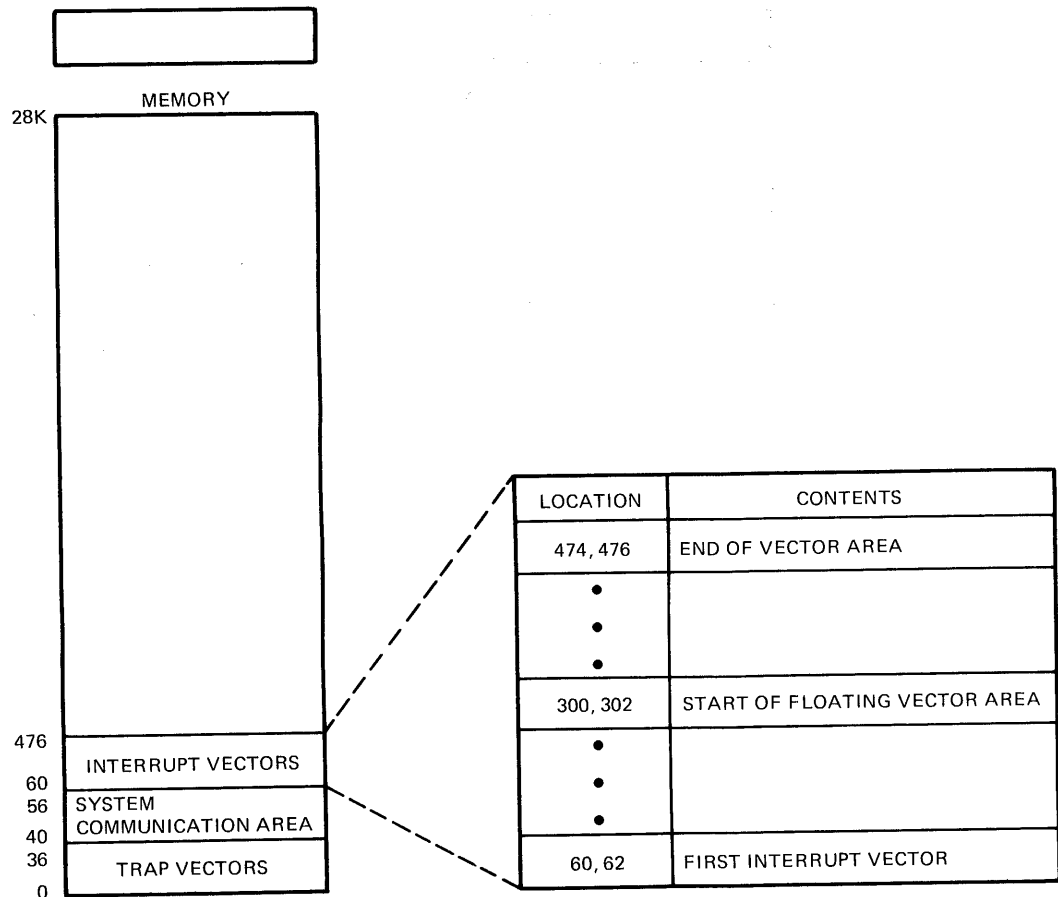 MEMORY
28K
476
INTERRUPT VECTORS
60
56
SYSTEM
COMMUNICATION AREA
40
36
TRAP VECTORS
0
LOCATION CONTENTS
474, 476 END OF VECTOR AREA
300, 302 START OF FLOATING VECTOR AREA
60, 62 FIRST INTERRUPT VECTOR